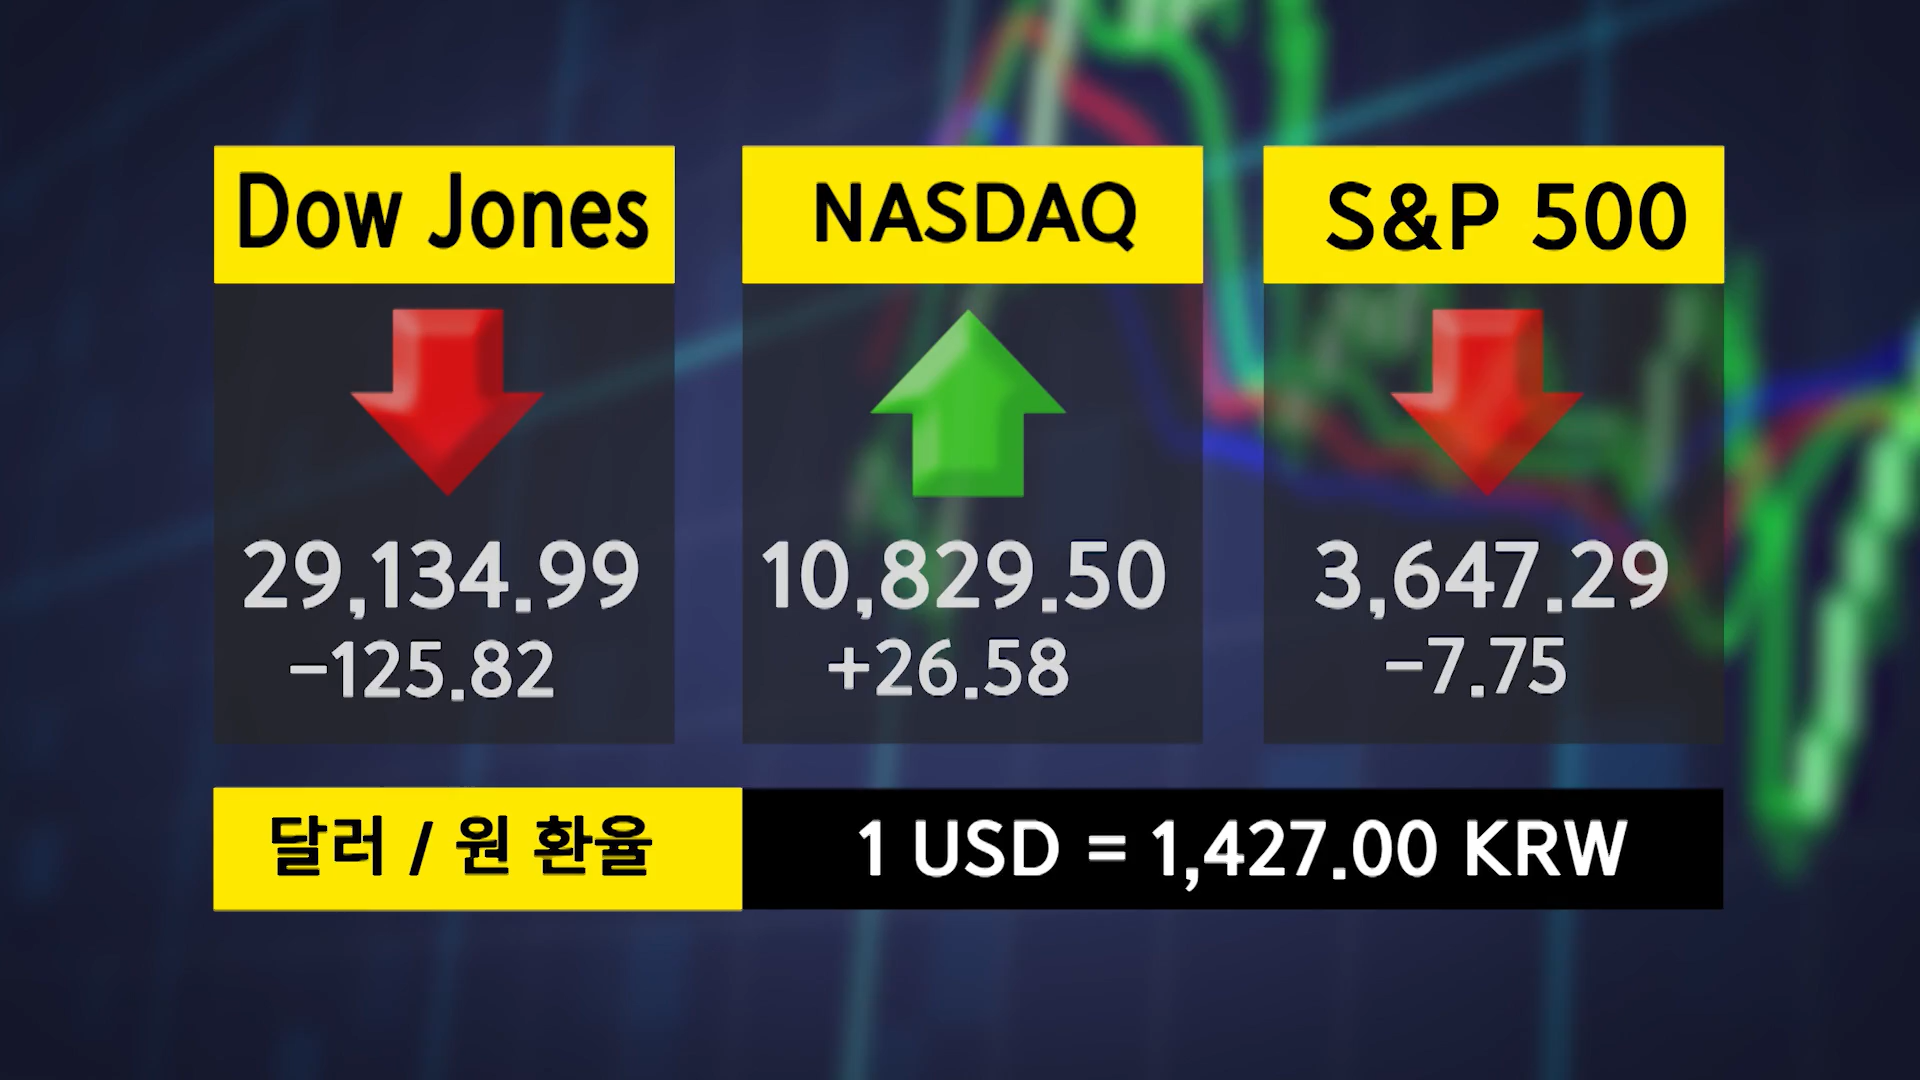 Dow Jones
29,134.99
-125.82
NASDAQ
10,829.50
+26.58
S&P 500
3,647.29
-7.75
달러 / 원 환율
1 USD = 1,427.00 KRW